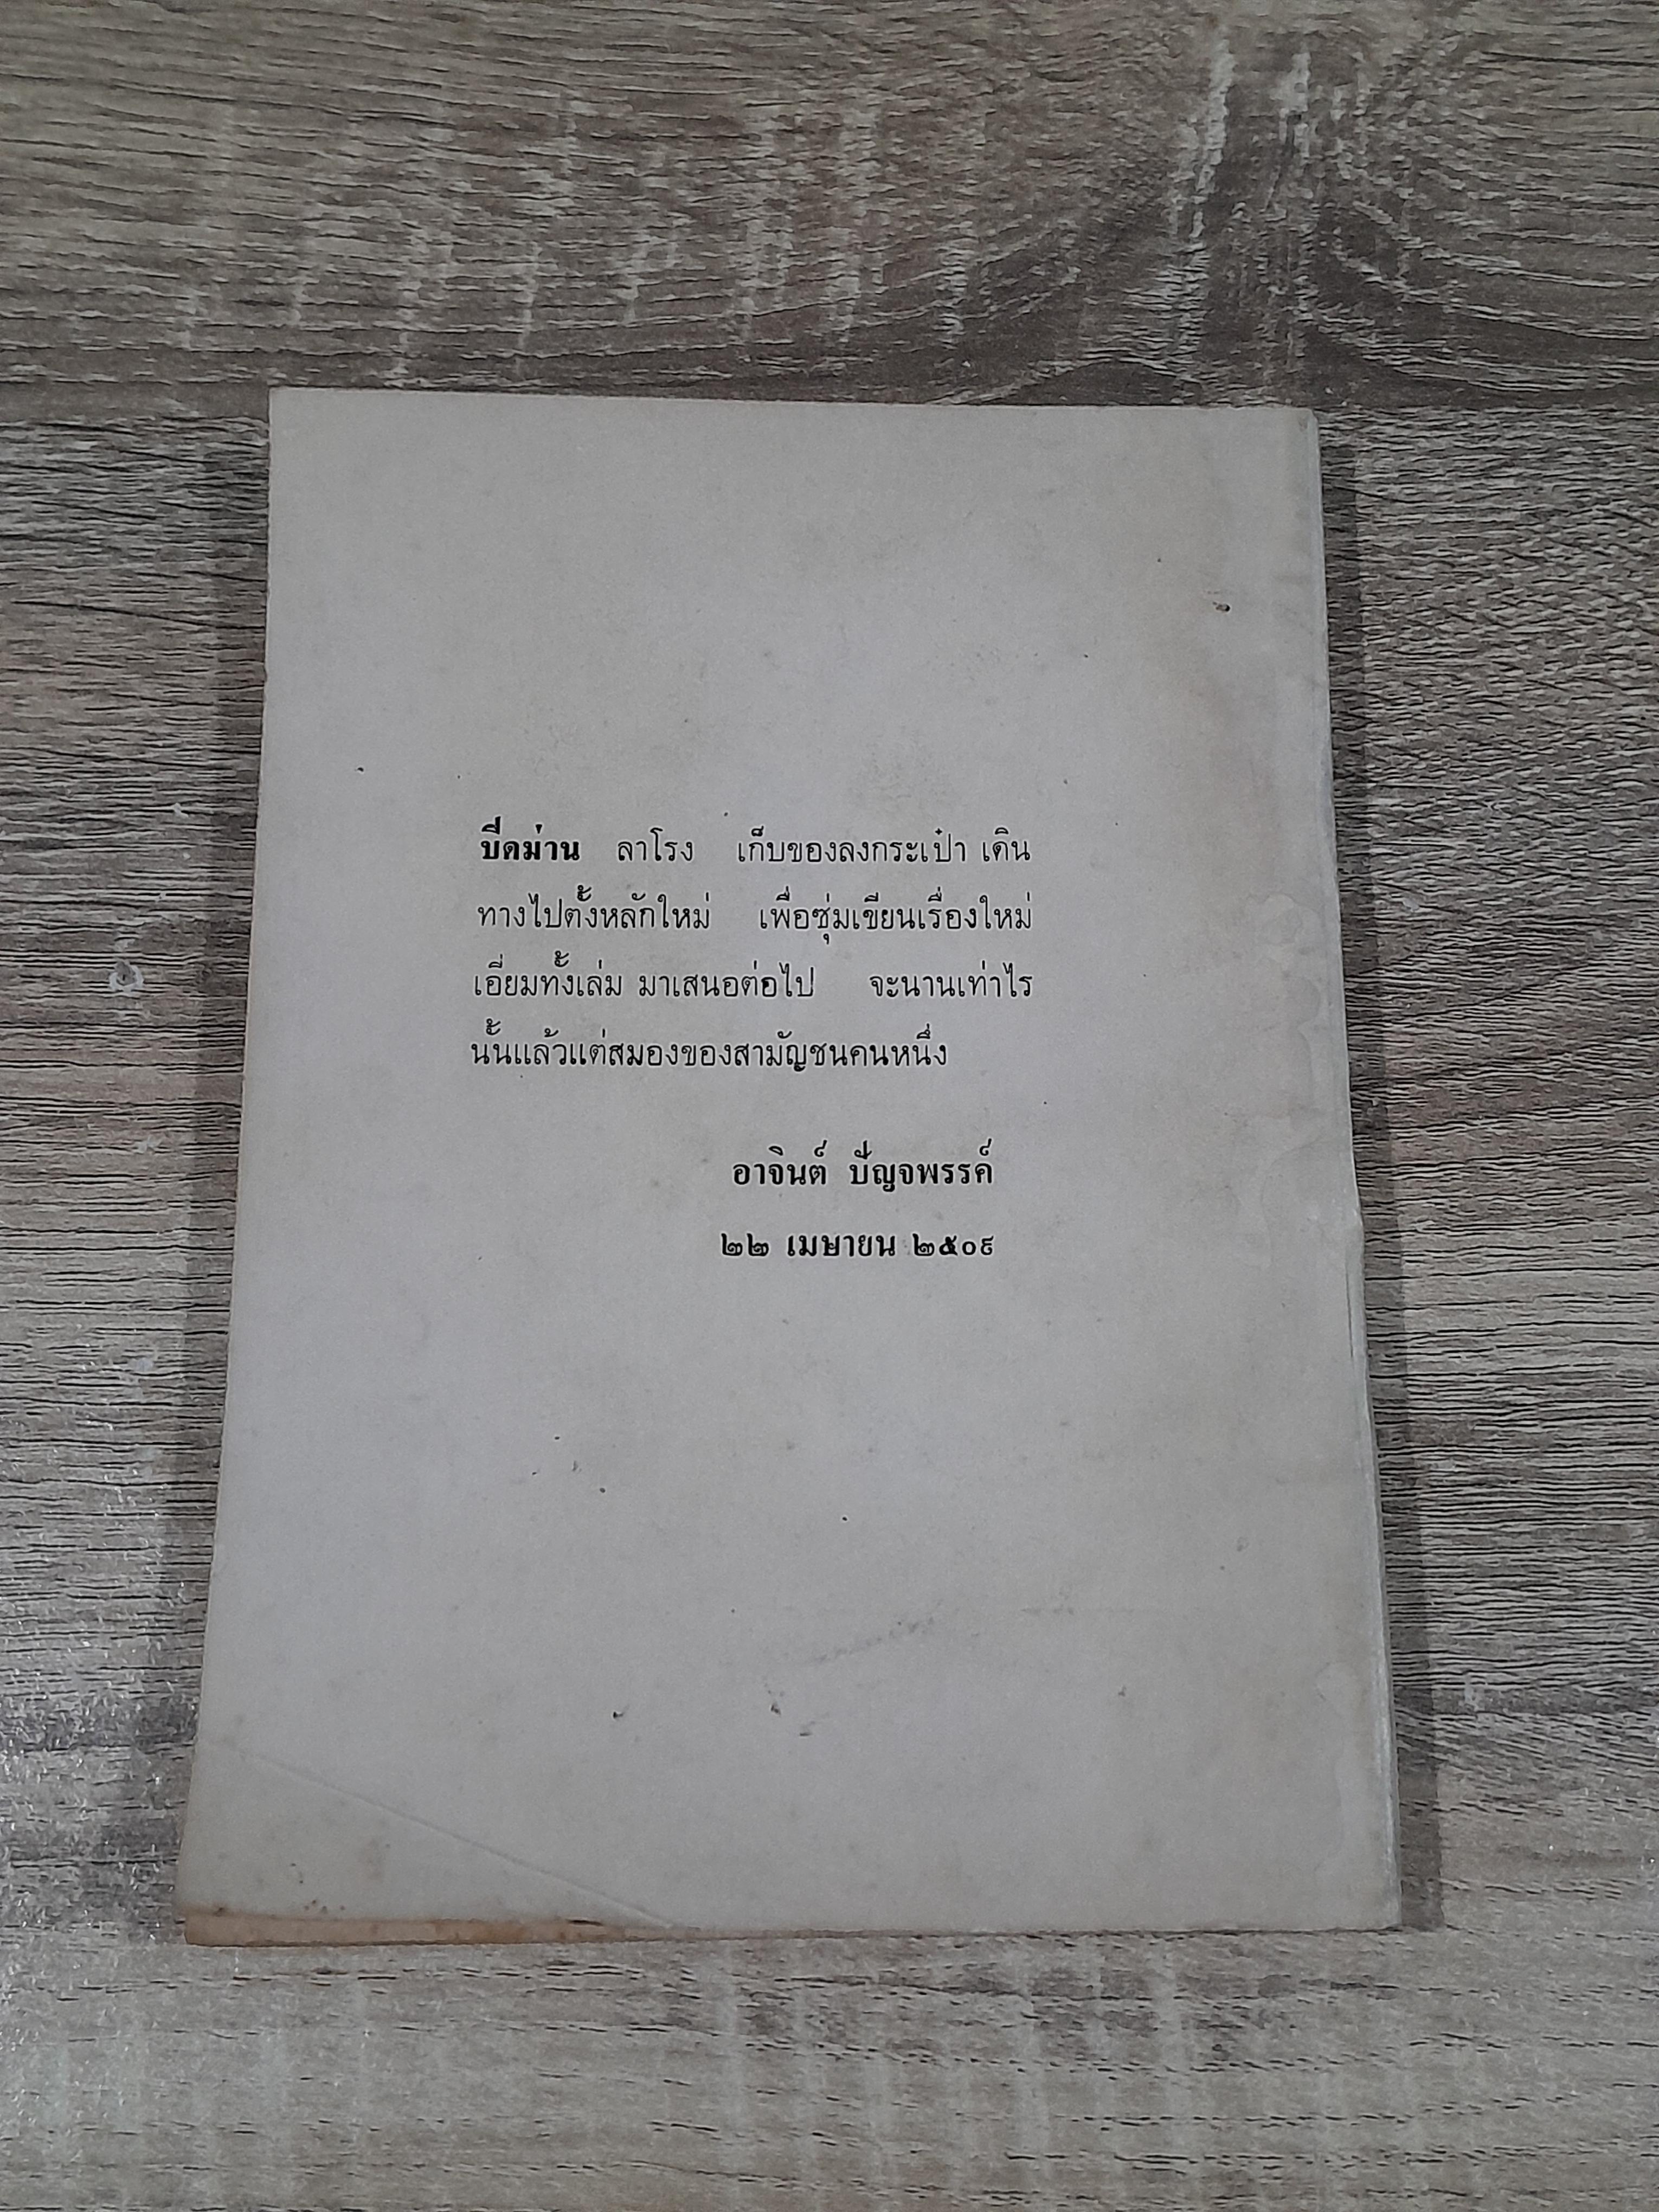 ปีดม่าน ลาโรง เก็บของลงกระเป๋า เดิน
ทางไปตั้งหลักใหม่ เพื่อซุ่มเขียนเรื่องใหม่
เอี่ยมทั้งเล่ม มาเสนอต่อไป จะนานเท่าไร
นั้นแล้วแต่สมองของสามัญชนคนหนึ่ง
อาจินต์ ปัญจพรรค์
๒๒ เมษายน ๒๕๐๙